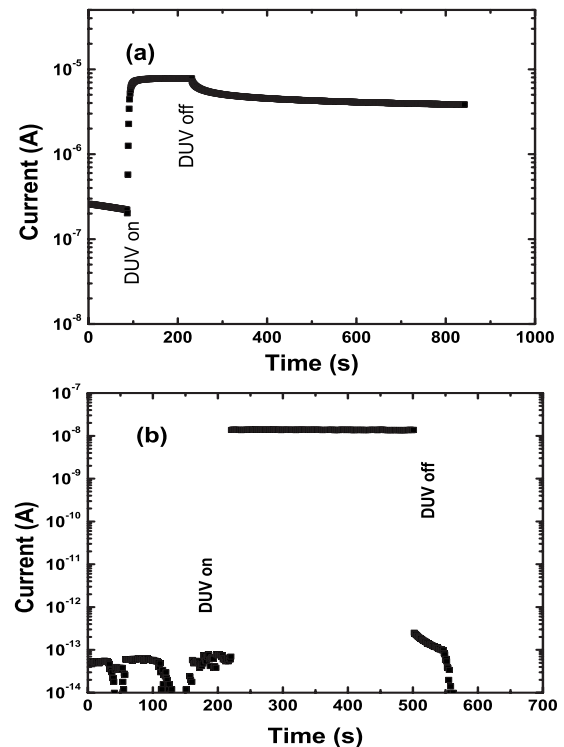 (a)
10⁻⁵
10⁻⁶
10⁻⁷
10⁻⁸
Current (A)
DUV on
DUV off
0 200 400 600 800 1000
Time (s)
(b)
10⁻⁷
10⁻⁸
10⁻⁹
10⁻¹⁰
10⁻¹¹
10⁻¹²
10⁻¹³
10⁻¹⁴
Current (A)
DUV on
DUV off
0 100 200 300 400 500 600 700
Time (s)